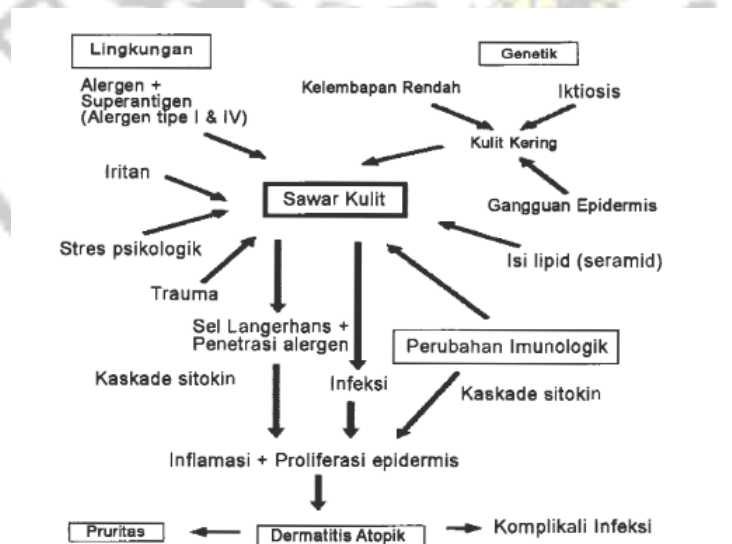 Lingkungan
Genetik
Alergen +
Superantigen
(Alergen tipe I & iV)
Kelembapan Rendah
Iktiosis
Kulit Kering
Iritan
Sawar Kulit
Gangguan Epidermis
Stres psikologik
Isi lipid (seramid)
Trauma
Sel Langerhans +
Penetrasi alergen
Perubahan Imunologik
Kaskade sitokin
Infeksi
Kaskade sitokin
Inflamasi + Proliferasi epidermis
Pruritas
Dermatitis Atopik
Komplikali Infeksi